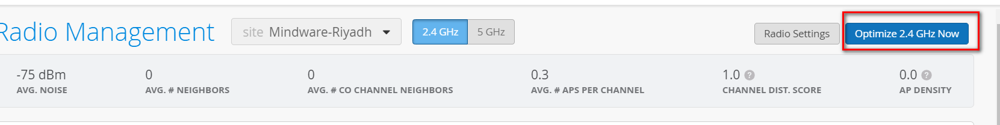 Radio Management site Mindware-Riyadh 2.4 GHz 5 GHz Radio Settings Optimize 2.4 GHz Now
-75 dBm 0 0 0.3 1.0 ? 0.0 ?
AVG. NOISE AVG. # NEIGHBORS AVG. # CO CHANNEL NEIGHBORS AVG. # APS PER CHANNEL CHANNEL DIST. SCORE AP DENSITY